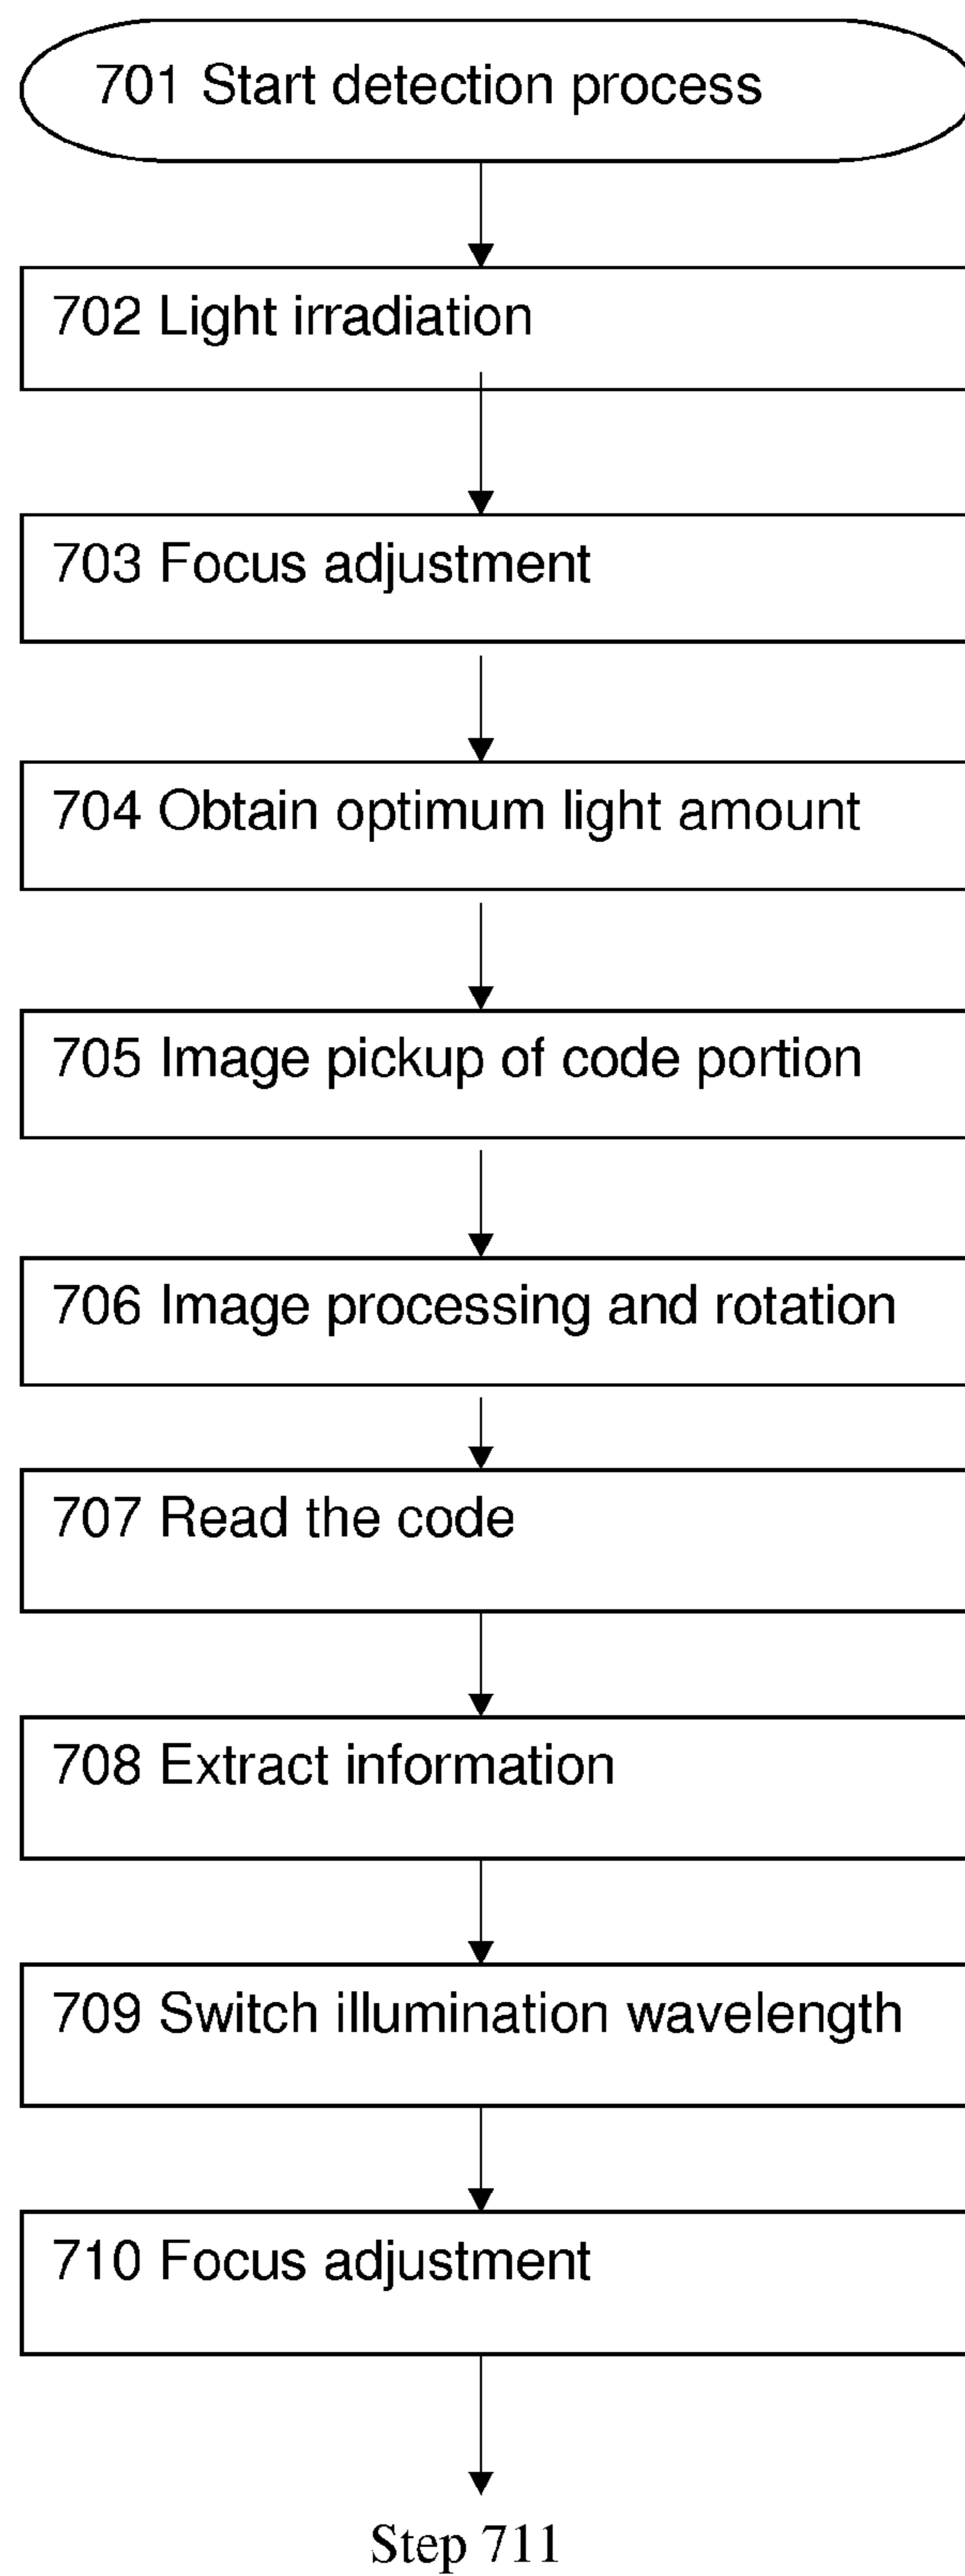 701 Start detection process
702 Light irradiation
703 Focus adjustment
704 Obtain optimum light amount
705 Image pickup of code portion
706 Image processing and rotation
707 Read the code
708 Extract information
709 Switch illumination wavelength
710 Focus adjustment
Step 711